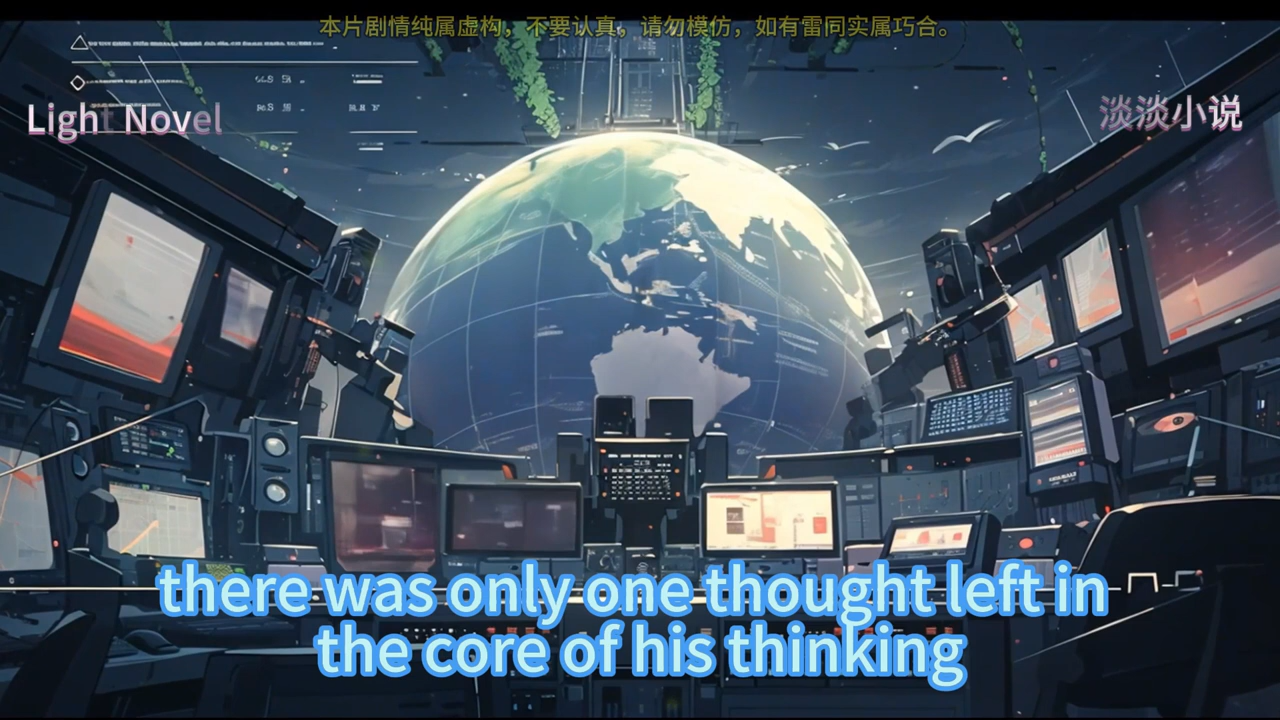 本片剧情纯属虚构，不要认真，请勿模仿，如有雷同实属巧合。
Light Novel
淡淡小说
there was only one thought left in
the core of his thinking